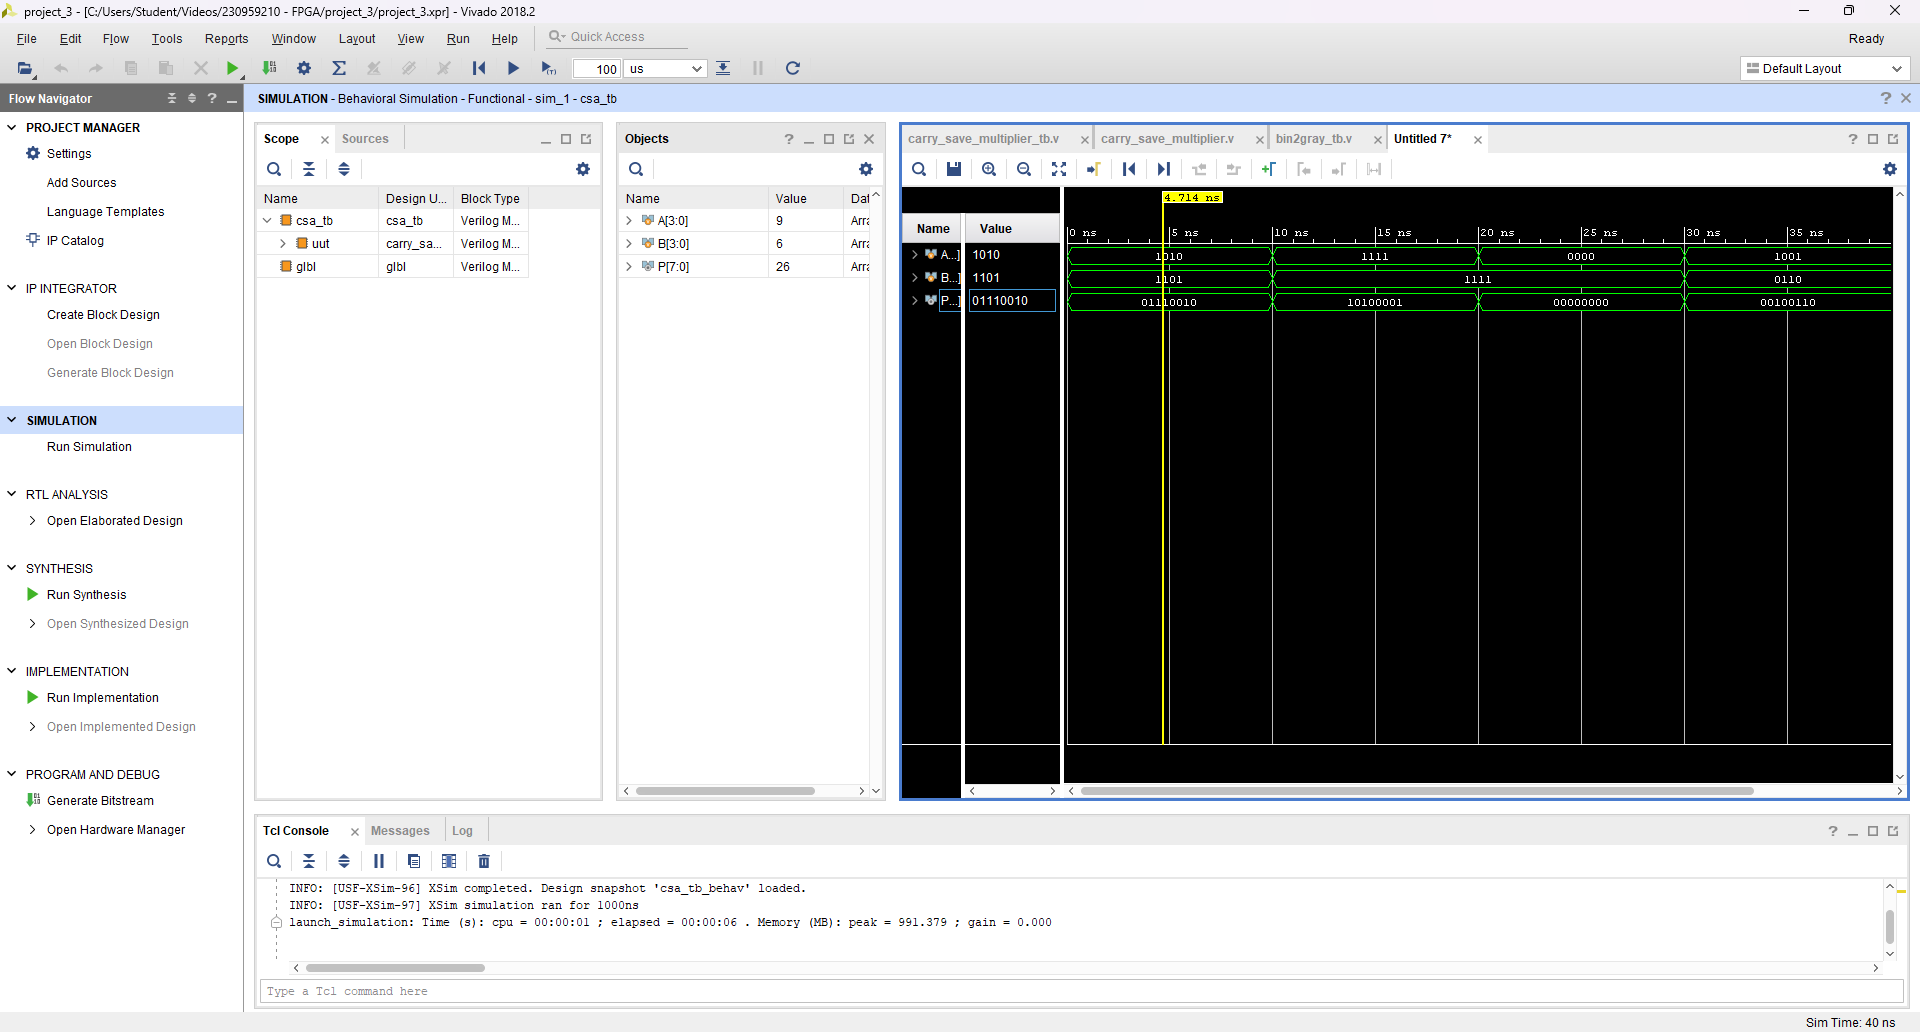 project_3 - [C:/Users/Student/Videos/230959210 - FPGA/project_3/project_3.xpr] - Vivado 2018.2
File Edit Flow Tools Reports Window Layout View Run Help Quick Access Ready
100 us Default Layout
Flow Navigator
PROJECT MANAGER
Settings
Add Sources
Language Templates
IP Catalog
IP INTEGRATOR
Create Block Design
Open Block Design
Generate Block Design
SIMULATION
Run Simulation
RTL ANALYSIS
Open Elaborated Design
SYNTHESIS
Run Synthesis
Open Synthesized Design
IMPLEMENTATION
Run Implementation
Open Implemented Design
PROGRAM AND DEBUG
Generate Bitstream
Open Hardware Manager
SIMULATION - Behavioral Simulation - Functional - sim_1 - csa_tb
Scope Sources
Name Design U... Block Type
csa_tb csa_tb Verilog M...
uut carry_sa... Verilog M...
glbl glbl Verilog M...
Objects
Name Value Dat
A[3:0] 9 Arra
B[3:0] 6 Arra
P[7:0] 26 Arra
carry_save_multiplier_tb.v carry_save_multiplier.v bin2gray_tb.v Untitled 7*
4.714 ns
Name Value
0 ns 5 ns 10 ns 15 ns 20 ns 25 ns 30 ns 35 ns
A...] 1010 1010 1111 0000 1001
B...] 1101 1101 1111 0110
P...] 01110010 01110010 10100001 00000000 00100110
Tcl Console Messages Log
INFO: [USF-XSim-96] XSim completed. Design snapshot 'csa_tb_behav' loaded.
INFO: [USF-XSim-97] XSim simulation ran for 1000ns
launch_simulation: Time (s): cpu = 00:00:01 ; elapsed = 00:00:06 . Memory (MB): peak = 991.379 ; gain = 0.000
Type a Tcl command here
Sim Time: 40 ns